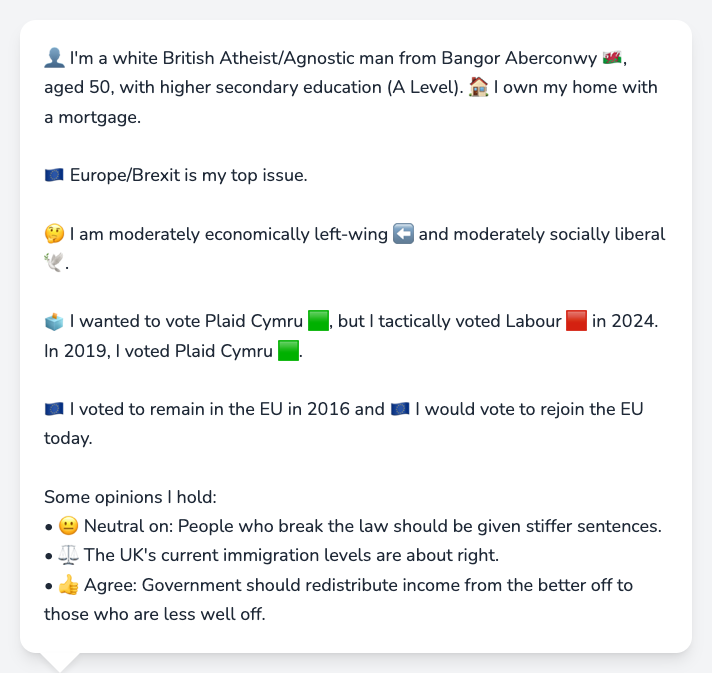 👤 I'm a white British Atheist/Agnostic man from Bangor Aberconwy 🏴󠁧󠁢󠁷󠁬󠁳󠁿,
aged 50, with higher secondary education (A Level). 🏠 I own my home with
a mortgage.
🇪🇺 Europe/Brexit is my top issue.
🤔 I am moderately economically left-wing ⬅️ and moderately socially liberal
🕊️.
🗳️ I wanted to vote Plaid Cymru 🟩, but I tactically voted Labour 🟥 in 2024.
In 2019, I voted Plaid Cymru 🟩.
🇪🇺 I voted to remain in the EU in 2016 and 🇪🇺 I would vote to rejoin the EU
today.
Some opinions I hold:
• 😐 Neutral on: People who break the law should be given stiffer sentences.
• ⚖️ The UK's current immigration levels are about right.
• 👍 Agree: Government should redistribute income from the better off to
those who are less well off.